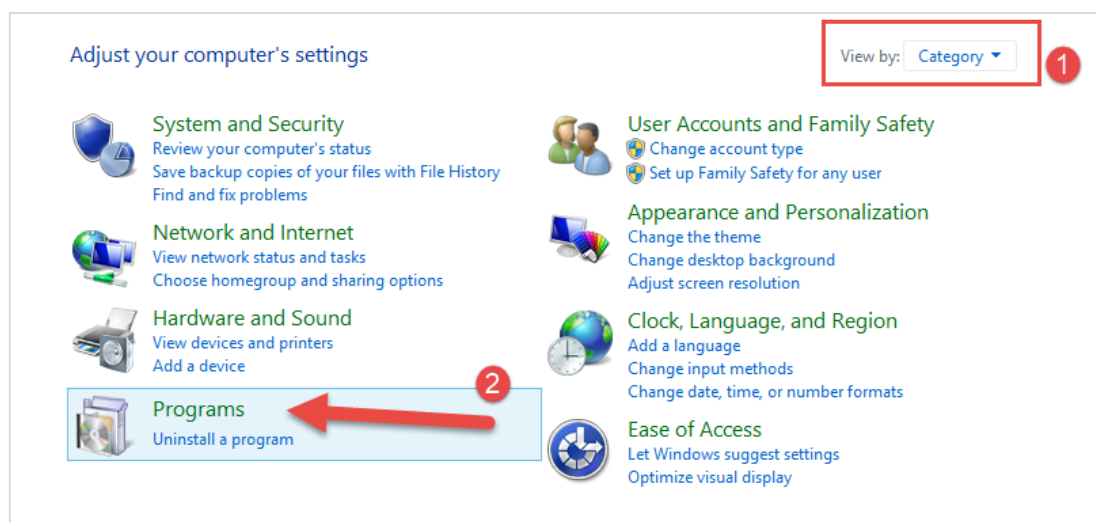 Adjust your computer's settings
View by: Category
1
System and Security
Review your computer's status
Save backup copies of your files with File History
Find and fix problems
Network and Internet
View network status and tasks
Choose homegroup and sharing options
Hardware and Sound
View devices and printers
Add a device
2
Programs
Uninstall a program
User Accounts and Family Safety
Change account type
Set up Family Safety for any user
Appearance and Personalization
Change the theme
Change desktop background
Adjust screen resolution
Clock, Language, and Region
Add a language
Change input methods
Change date, time, or number formats
Ease of Access
Let Windows suggest settings
Optimize visual display